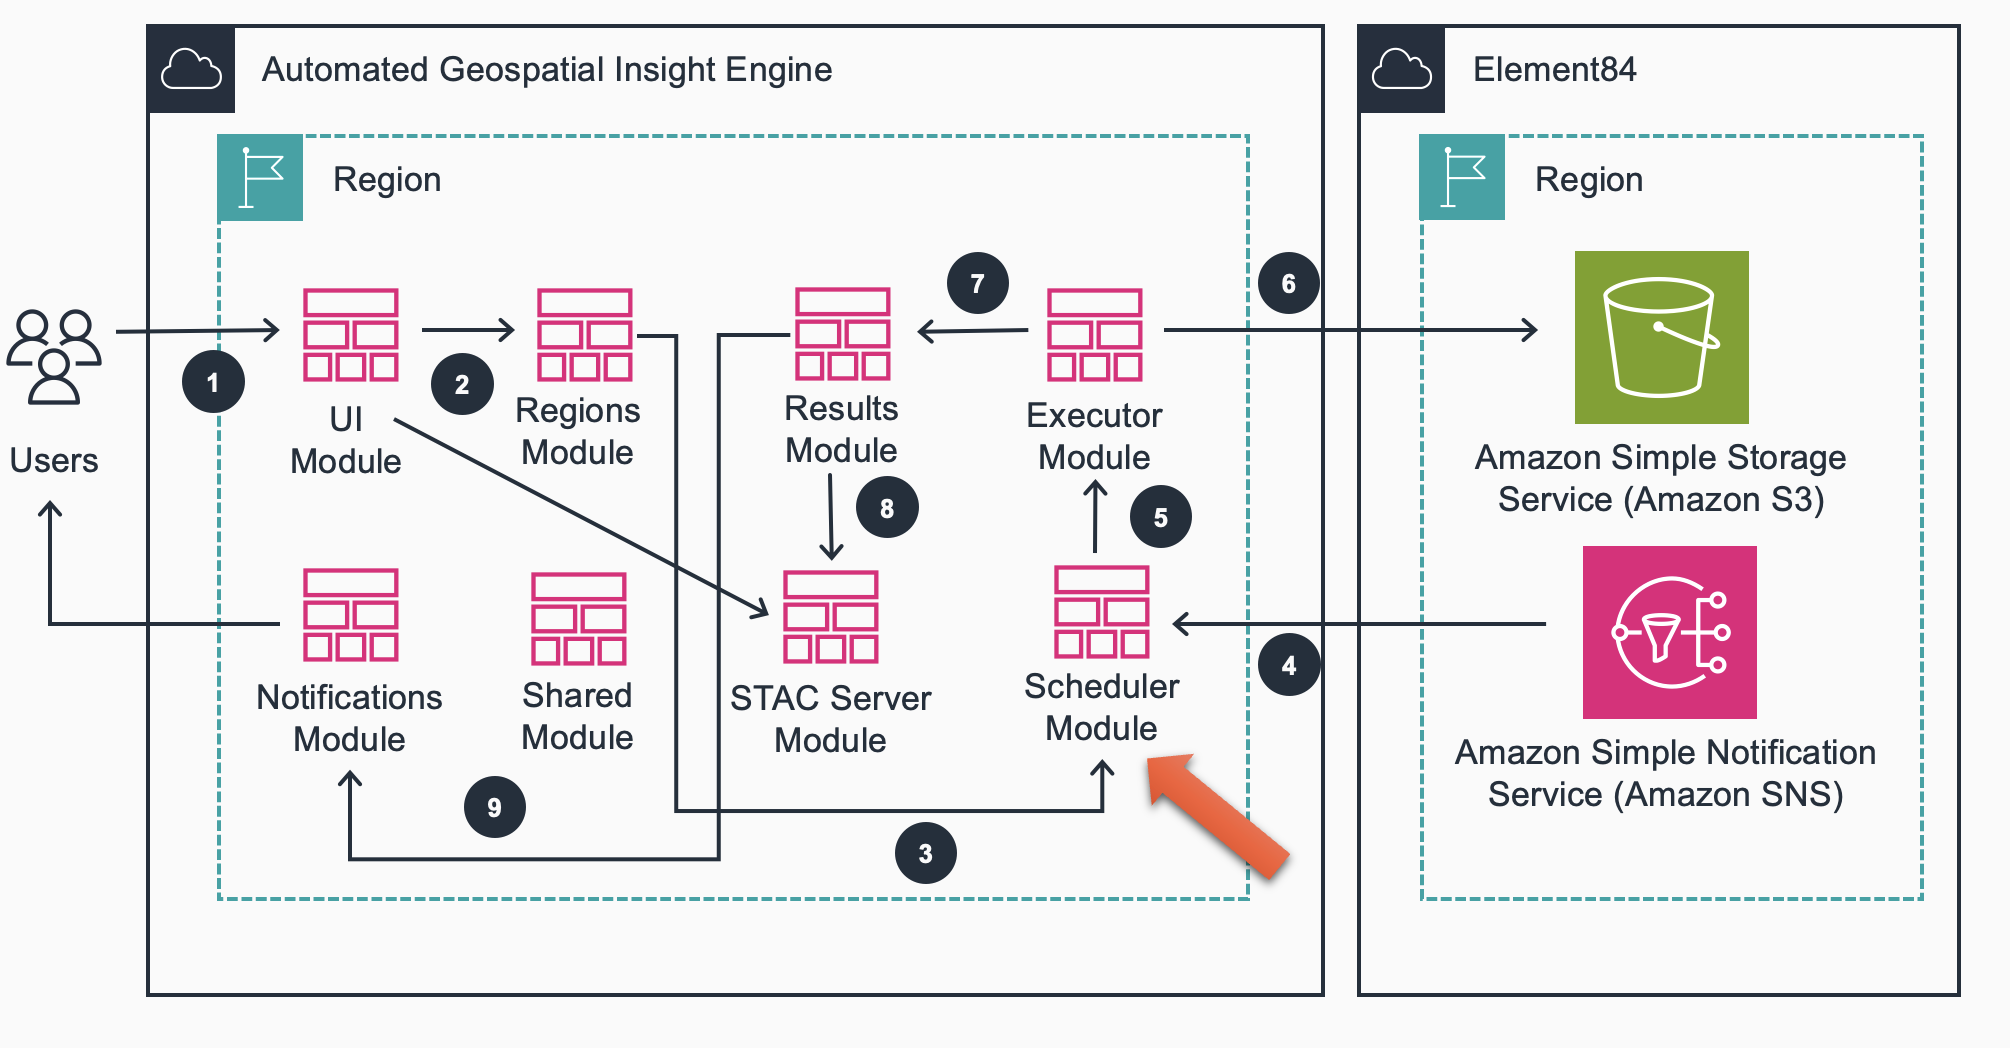 Automated Geospatial Insight Engine
Element84
Region
Region
1
2
7
6
UI
Module
Regions
Module
Results
Module
Executor
Module
Users
8
5
Amazon Simple Storage
Service (Amazon S3)
4
Notifications
Module
Shared
Module
STAC Server
Module
Scheduler
Module
Amazon Simple Notification
Service (Amazon SNS)
9
3